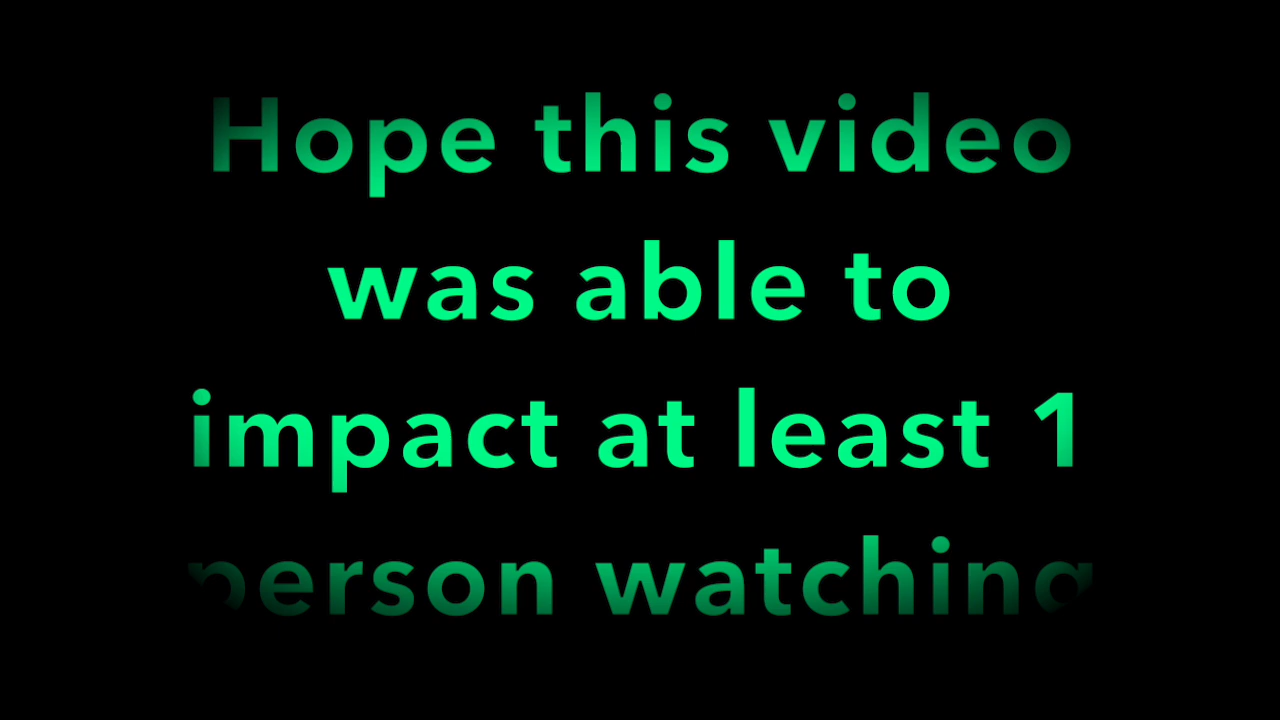 Hope this video
was able to
impact at least 1
person watching